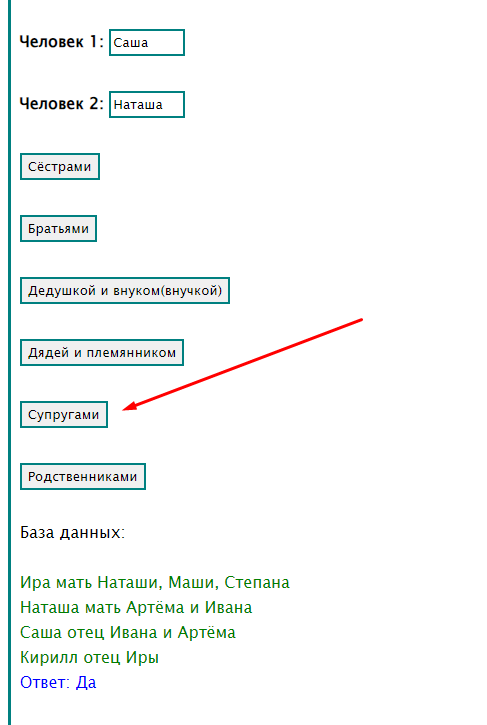 Человек 1: Саша
Человек 2: Наташа
Сёстрами
Братьями
Дедушкой и внуком(внучкой)
Дядей и племянником
Супругами
Родственниками
База данных:
Ира мать Наташи, Маши, Степана
Наташа мать Артёма и Ивана
Саша отец Ивана и Артёма
Кирилл отец Иры
Ответ: Да